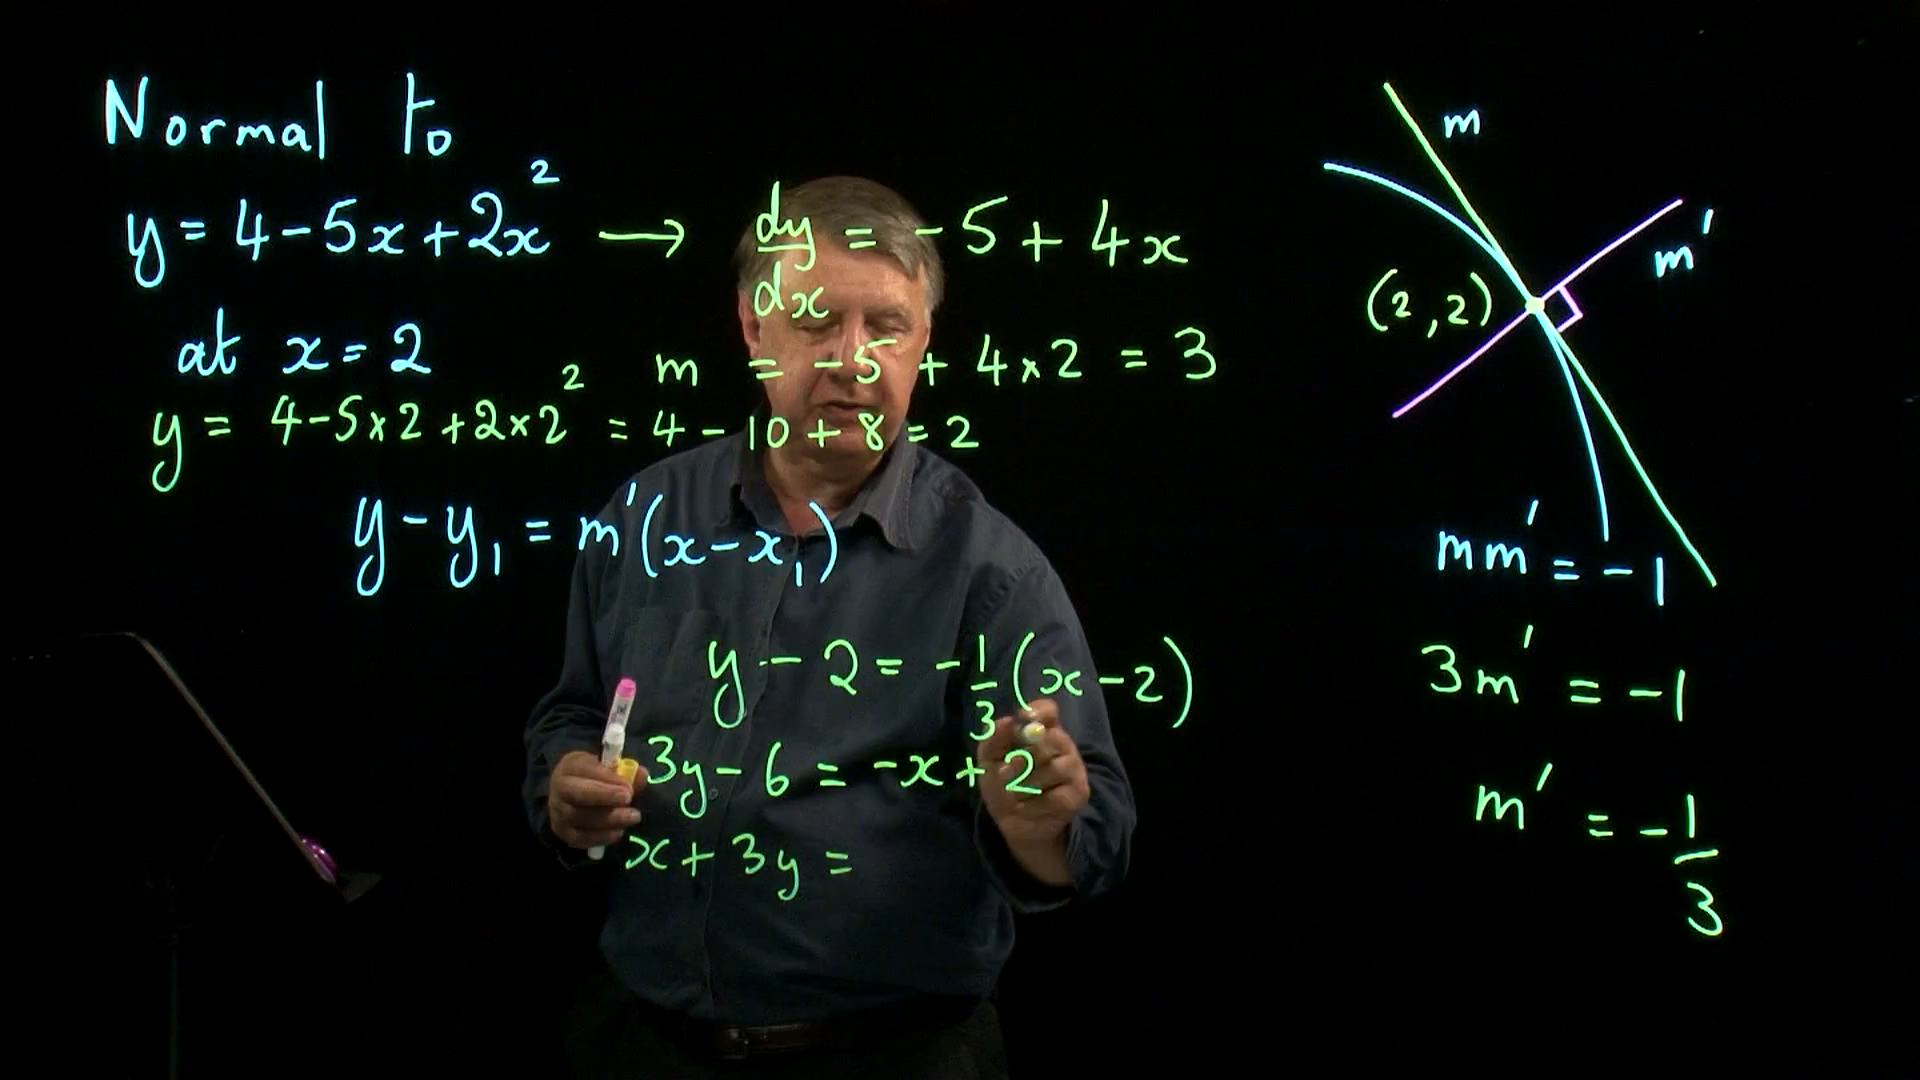 Normal to
y = 4 - 5x + 2x² → dy/dx = -5 + 4x
at x = 2
m = -5 + 4 × 2 = 3
y = 4 - 5 × 2 + 2 × 2² = 4 - 10 + 8 = 2
y - y₁ = m'(x - x₁)
y - 2 = -1/3 (x - 2)
3y - 6 = -x + 2
x + 3y =
m
m'
(2, 2)
mm' = -1
3m' = -1
m' = -1/3